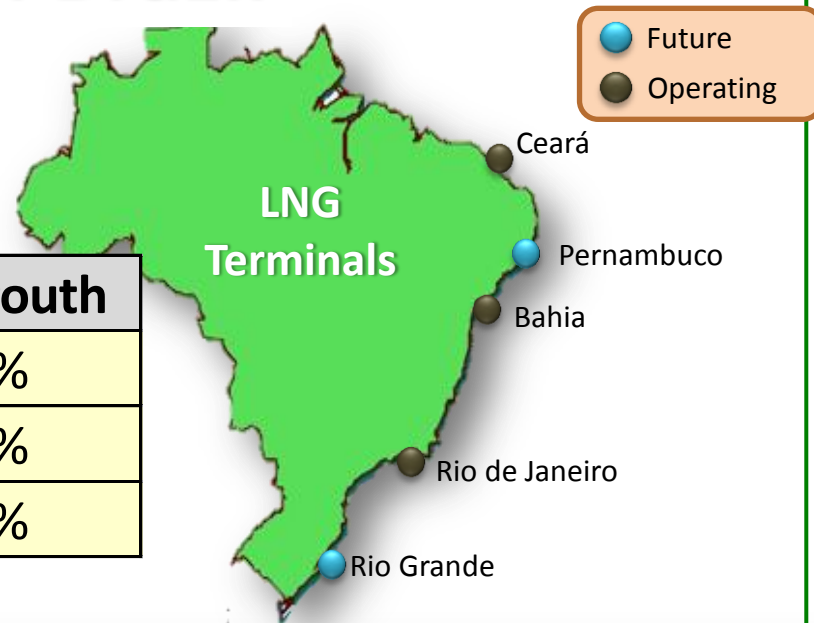 Future
Operating
Ceará
LNG
Terminals
Pernambuco
outh
Bahia
%
%
Rio de Janeiro
%
Rio Grande